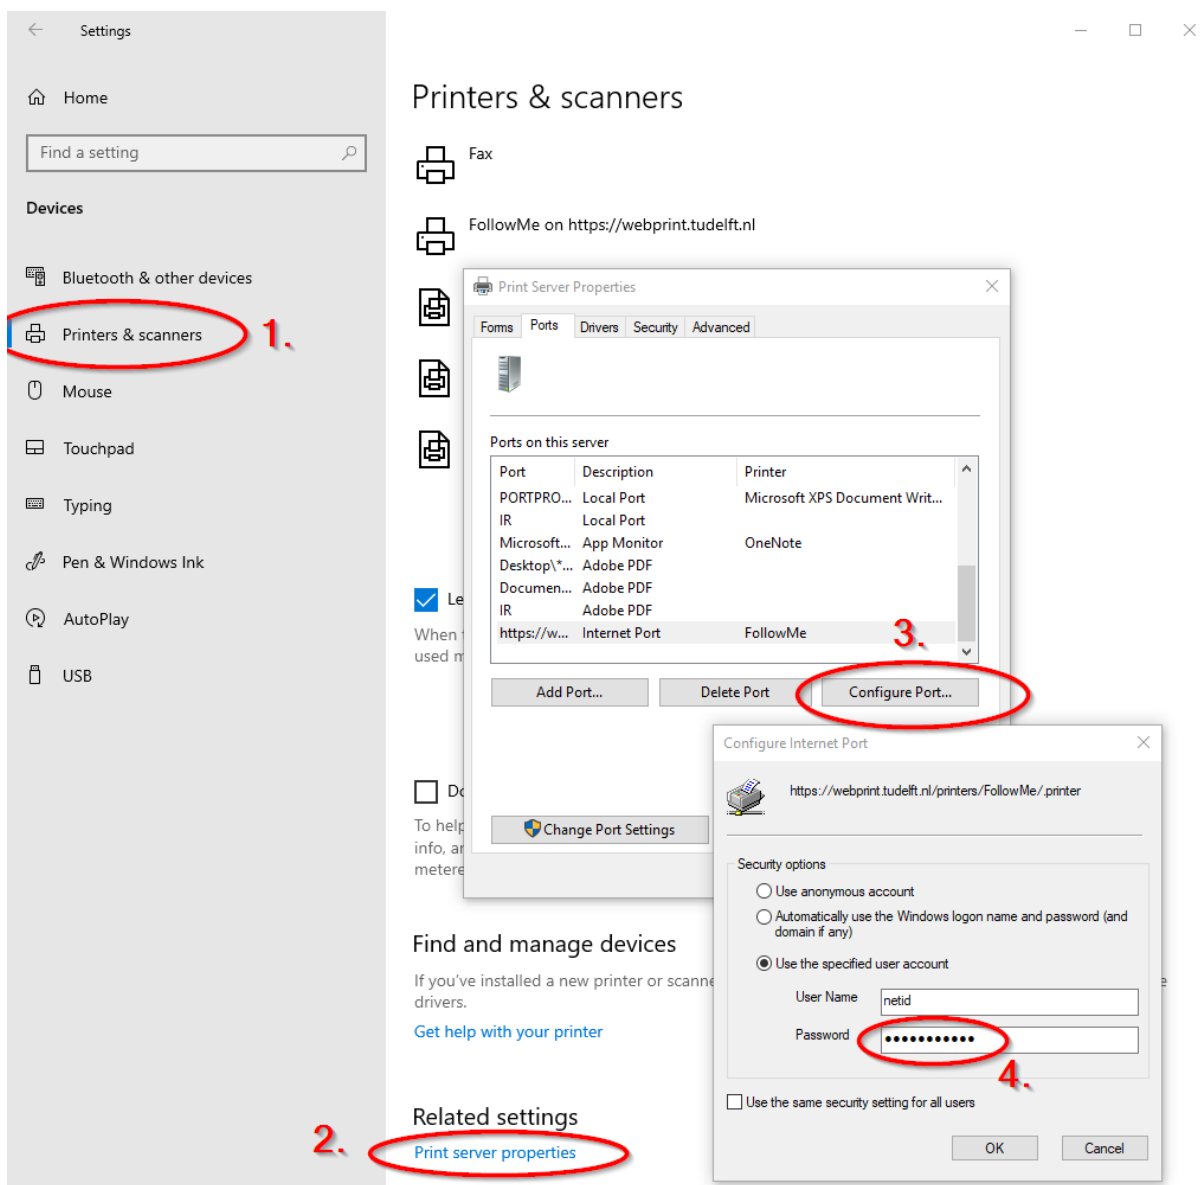 Settings
Home
Find a setting
Devices
Bluetooth & other devices
Printers & scanners
1.
Mouse
Touchpad
Typing
Pen & Windows Ink
AutoPlay
USB
Printers & scanners
Fax
FollowMe on https://webprint.tudelft.nl
Le
When
used
Do
To help
info, ar
metere
Find and manage devices
If you've installed a new printer or scanne
drivers.
Get help with your printer
Related settings
2.
Print server properties
Print Server Properties
Forms Ports Drivers Security Advanced
Ports on this server
Port Description Printer
PORTPRO... Local Port Microsoft XPS Document Writ...
IR Local Port
Microsoft... App Monitor OneNote
Desktop\*... Adobe PDF
Documen... Adobe PDF
IR Adobe PDF
https://w... Internet Port FollowMe
3.
Add Port... Delete Port Configure Port...
Change Port Settings
Configure Internet Port
https://webprint.tudelft.nl/printers/FollowMe/.printer
Security options
Use anonymous account
Automatically use the Windows logon name and password (and
domain if any)
Use the specified user account
User Name netid
Password •••••••••••
4.
Use the same security setting for all users
OK Cancel